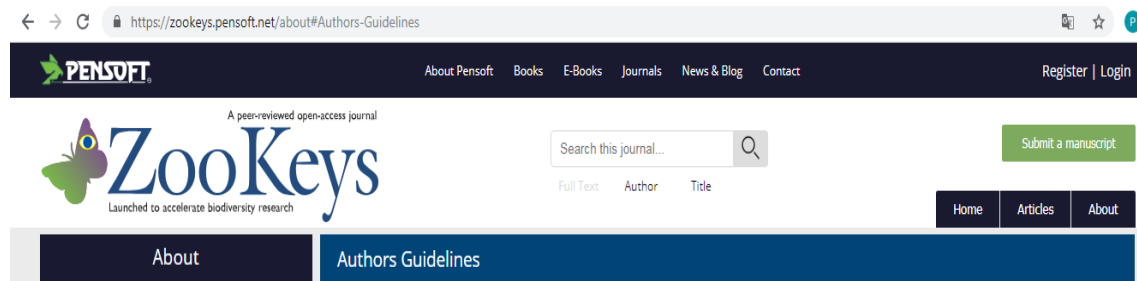 https://zookeys.pensoft.net/about#Authors-Guidelines
P
PENSOFT.
About Pensoft Books E-Books Journals News & Blog Contact
Register | Login
A peer-reviewed open-access journal
ZooKeys
Launched to accelerate biodiversity research
Search this journal...
Full Text Author Title
Submit a manuscript
Home Articles About
About
Authors Guidelines